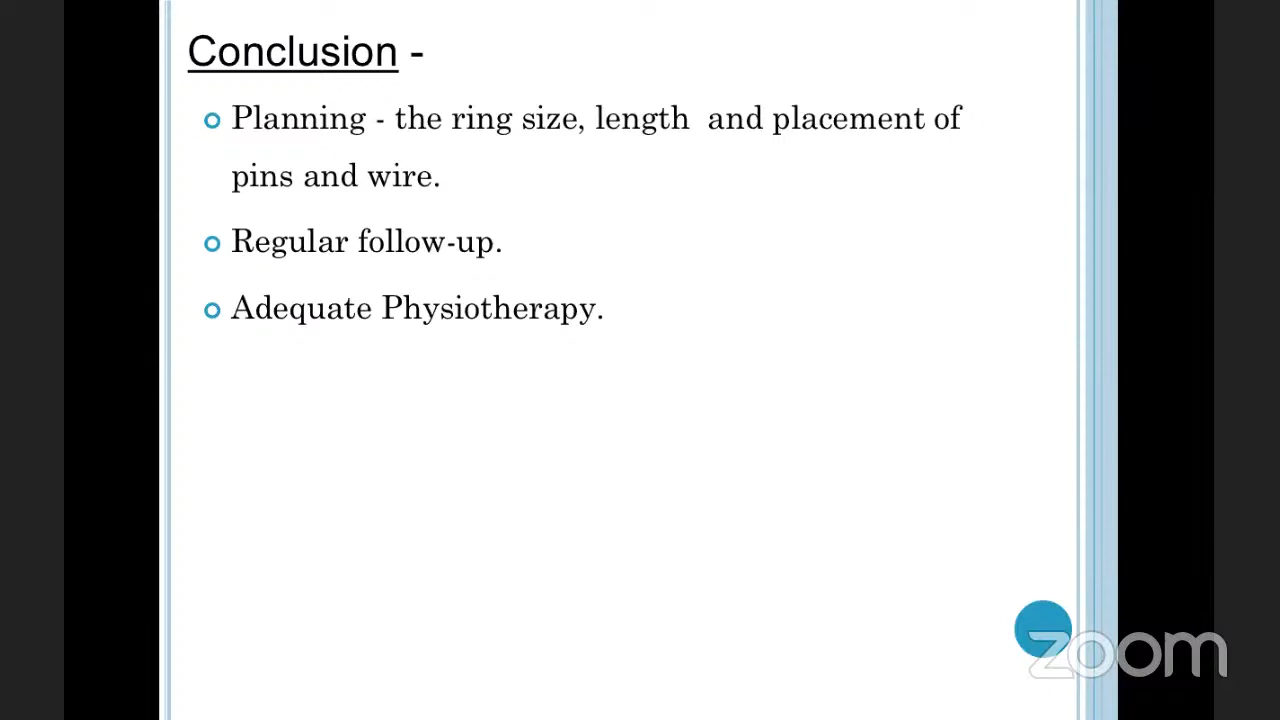 Conclusion -
Planning - the ring size, length and placement of
pins and wire.
Regular follow-up.
Adequate Physiotherapy.
zoom